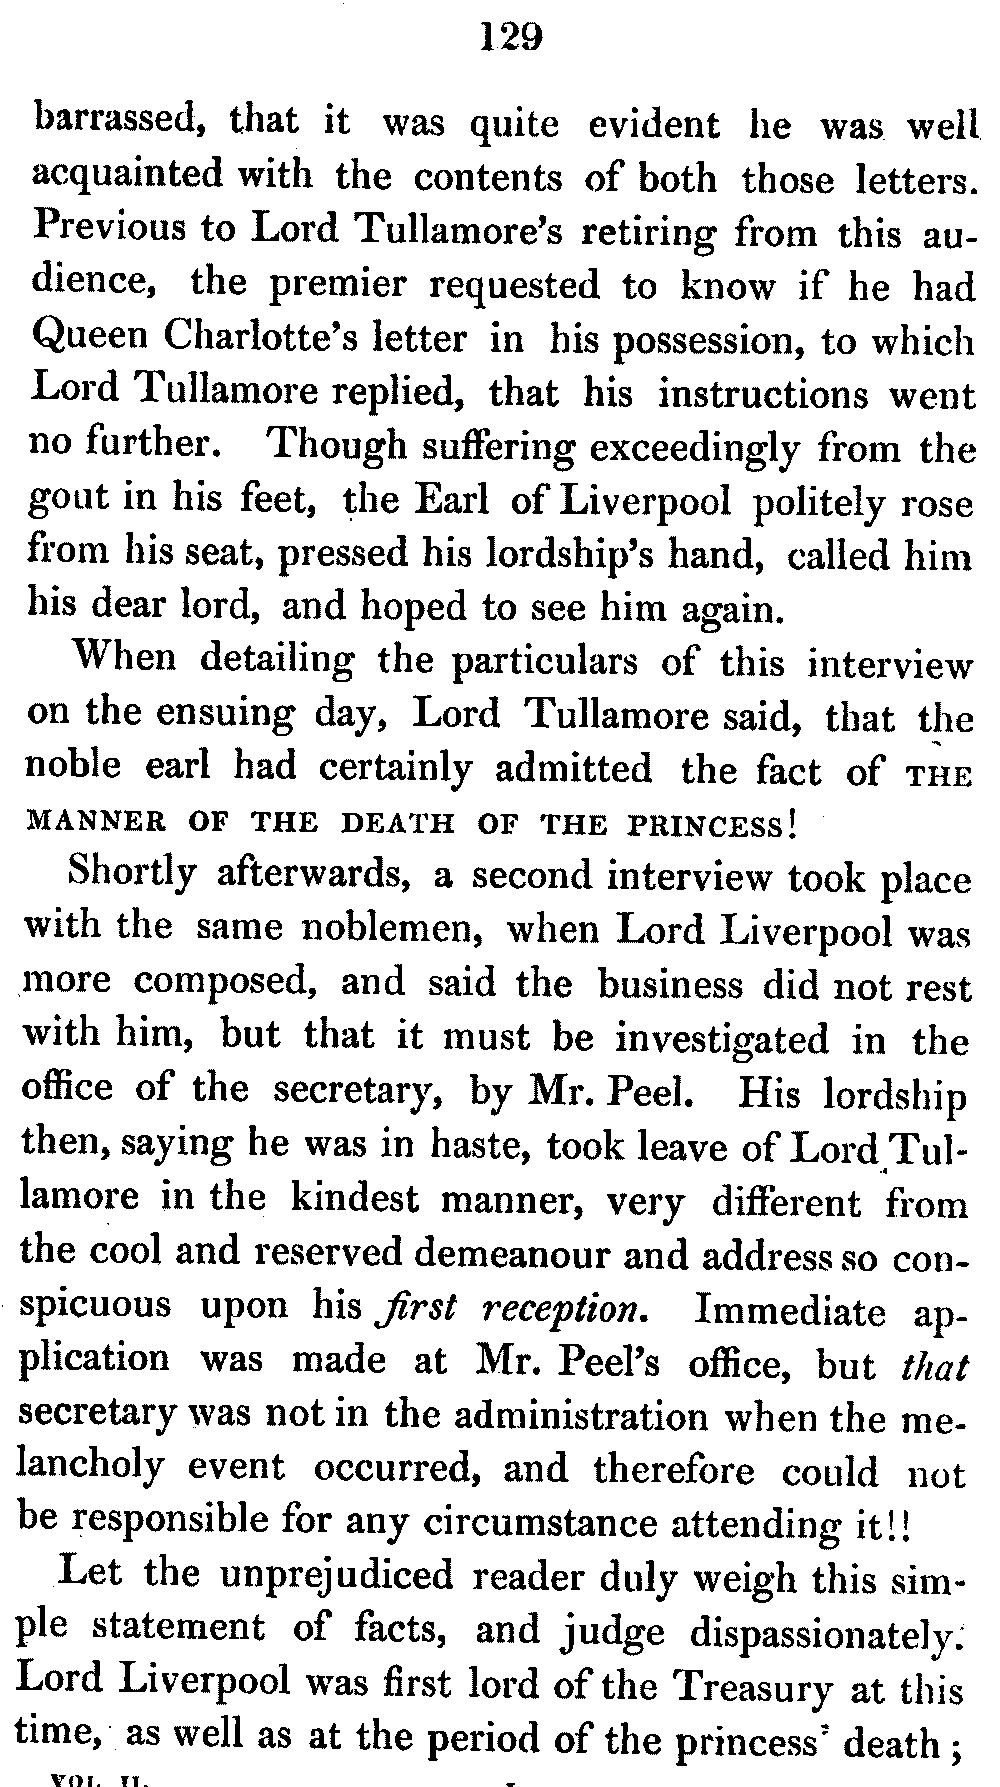 129
barrassed, that it was quite evident he was well
acquainted with the contents of both those letters.
Previous to Lord Tullamore's retiring from this au-
dience, the premier requested to know if he had
Queen Charlotte's letter in his possession, to which
Lord Tullamore replied, that his instructions went
no further. Though suffering exceedingly from the
gout in his feet, the Earl of Liverpool politely rose
from his seat, pressed his lordship's hand, called him
his dear lord, and hoped to see him again.
When detailing the particulars of this interview
on the ensuing day, Lord Tullamore said, that the
noble earl had certainly admitted the fact of THE
MANNER OF THE DEATH OF THE PRINCESS!
Shortly afterwards, a second interview took place
with the same noblemen, when Lord Liverpool was
more composed, and said the business did not rest
with him, but that it must be investigated in the
office of the secretary, by Mr. Peel. His lordship
then, saying he was in haste, took leave of Lord Tul-
lamore in the kindest manner, very different from
the cool and reserved demeanour and address so con-
spicuous upon his first reception. Immediate ap-
plication was made at Mr. Peel's office, but that
secretary was not in the administration when the me-
lancholy event occurred, and therefore could not
be responsible for any circumstance attending it!!
Let the unprejudiced reader duly weigh this sim-
ple statement of facts, and judge dispassionately.
Lord Liverpool was first lord of the Treasury at this
time, as well as at the period of the princess' death;
VOL. II.